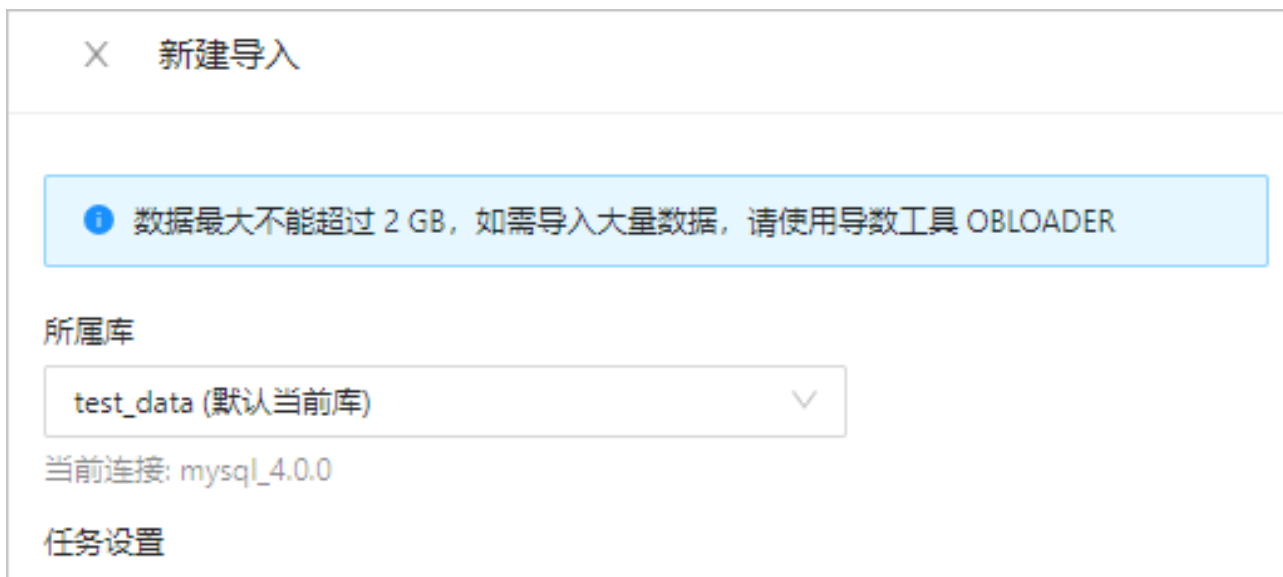 新建导入
数据最大不能超过 2 GB，如需导入大量数据，请使用导数工具 OBLOADER
所属库
test_data (默认当前库)
当前连接: mysql_4.0.0
任务设置